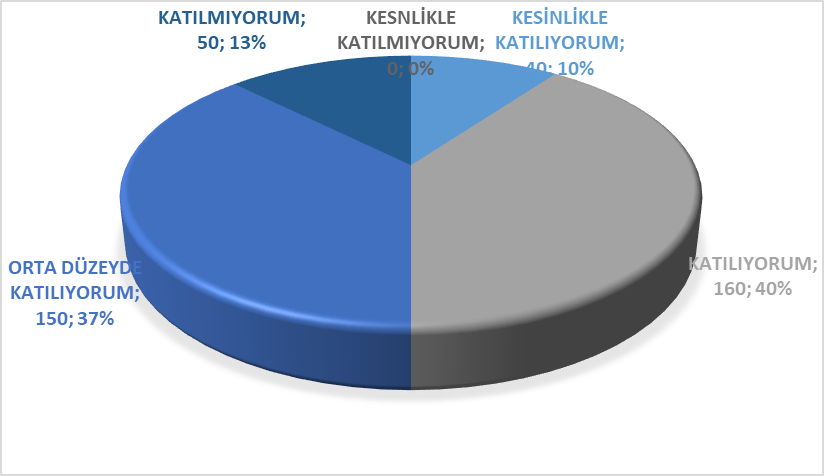 KATILMIYORUM;
50; 13%
KESNLİKLE
KATILMIYORUM;
0; 0%
KESİNLİKLE
KATILIYORUM;
40; 10%
ORTA DÜZEYDE
KATILIYORUM;
150; 37%
KATILIYORUM;
160; 40%